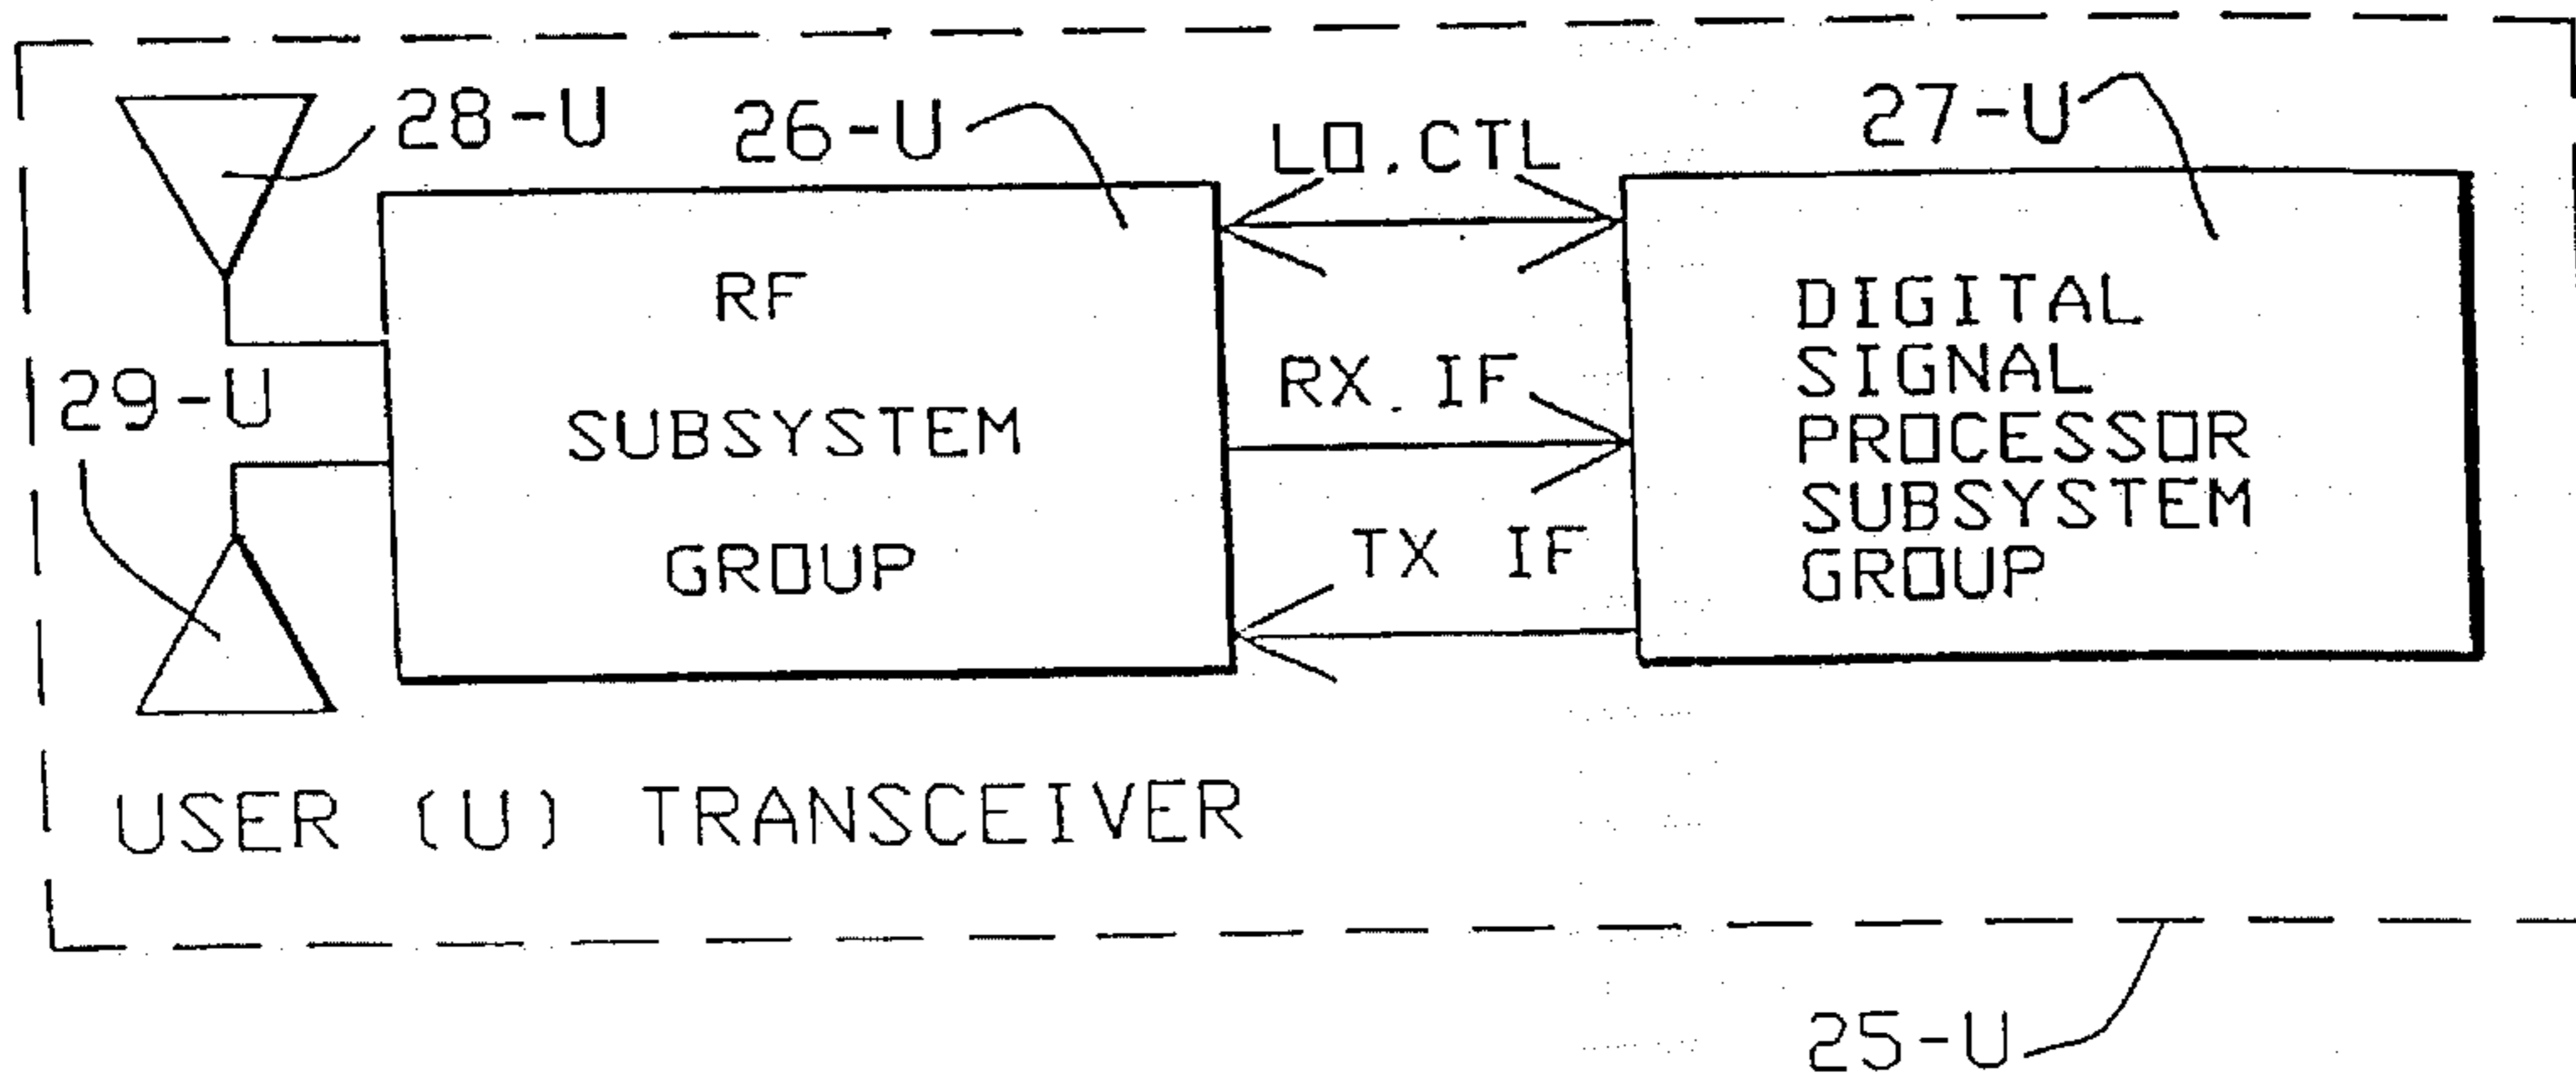 28-U
26-U
LO,CTL
27-U
RF
SUBSYSTEM
GROUP
29-U
RX IF
TX IF
DIGITAL
SIGNAL
PROCESSOR
SUBSYSTEM
GROUP
USER (U) TRANSCEIVER
25-U